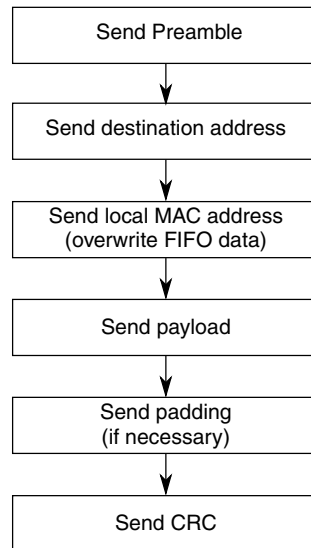 Send Preamble
Send destination address
Send local MAC address
(overwrite FIFO data)
Send payload
Send padding
(if necessary)
Send CRC